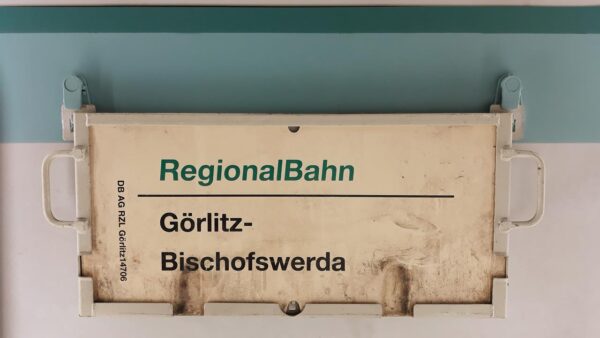 RegionalBahn
Görlitz-
Bischofswerda
DB AG RZL Görlitz14706